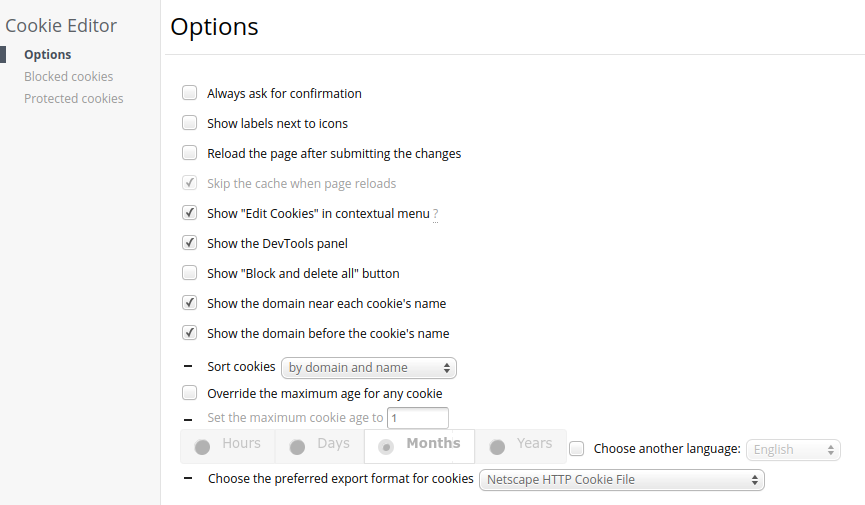 Cookie Editor
Options
Blocked cookies
Protected cookies
Options
Always ask for confirmation
Show labels next to icons
Reload the page after submitting the changes
Skip the cache when page reloads
Show "Edit Cookies" in contextual menu ?
Show the DevTools panel
Show "Block and delete all" button
Show the domain near each cookie's name
Show the domain before the cookie's name
Sort cookies by domain and name
Override the maximum age for any cookie
Set the maximum cookie age to 1
Hours Days Months Years Choose another language: English
Choose the preferred export format for cookies Netscape HTTP Cookie File